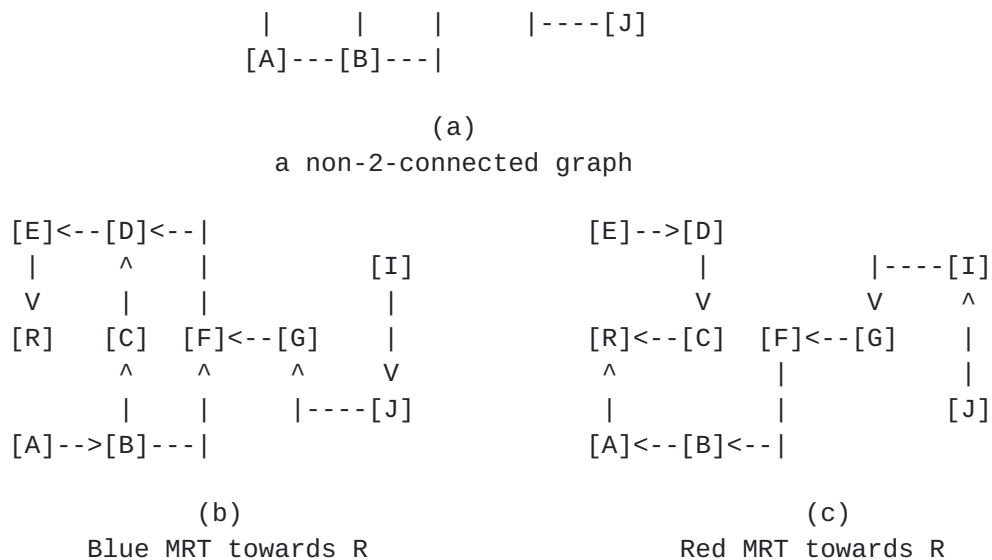 |      |     |      |----[J]
                [A]---[B]---|

                            (a)
                  a non-2-connected graph

[E]<--[D]<--|                         [E]-->[D]
 |     ^    |          [I]                   |          |----[I]
 V     |    |           |                    V          V     ^
[R]   [C]  [F]<--[G]    |             [R]<--[C]  [F]<--[G]    |
       ^    ^     ^     V              ^          |           |
       |    |     |----[J]             |          |          [J]
[A]-->[B]---|                         [A]<--[B]<--|

            (b)                                     (c)
     Blue MRT towards R                      Red MRT towards R